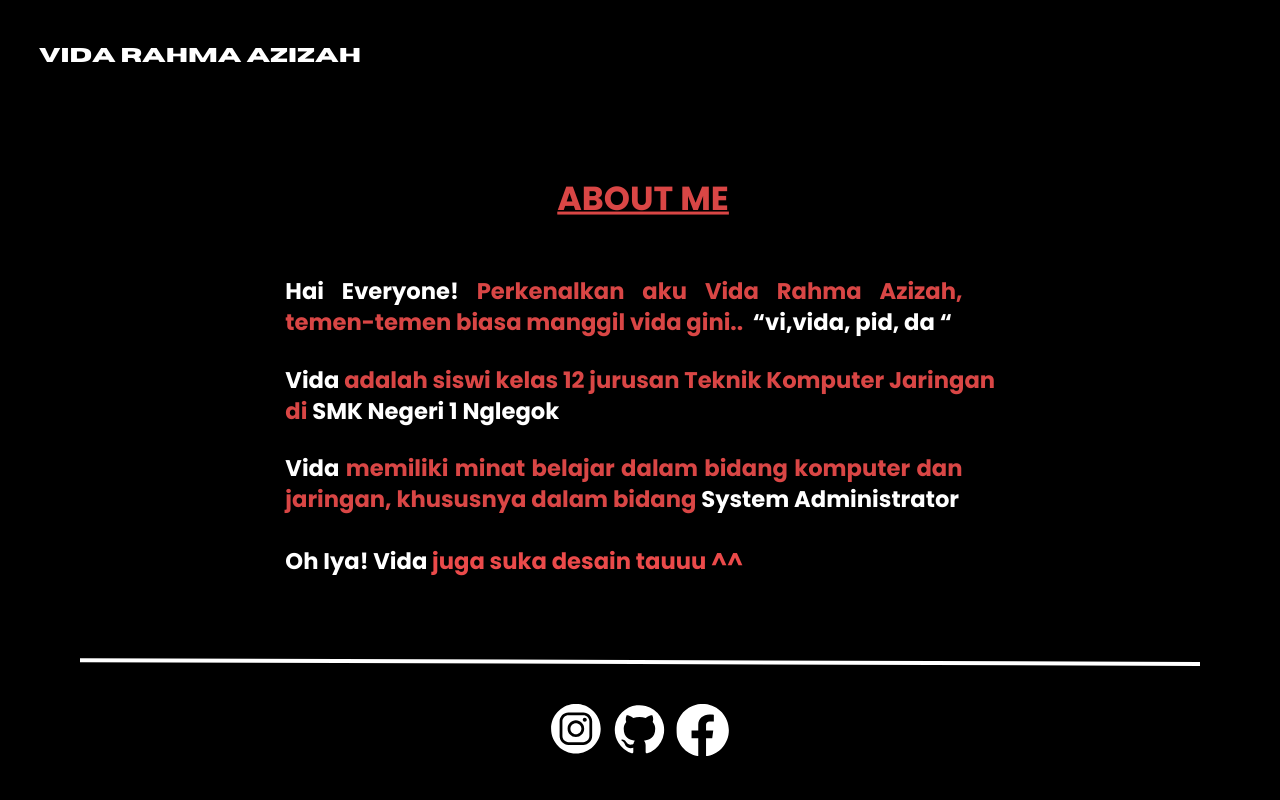 VIDA RAHMA AZIZAH
ABOUT ME
Hai Everyone! Perkenalkan aku Vida Rahma Azizah,
temen-temen biasa manggil vida gini.. “vi,vida, pid, da “
Vida adalah siswi kelas 12 jurusan Teknik Komputer Jaringan
di SMK Negeri 1 Nglegok
Vida memiliki minat belajar dalam bidang komputer dan
jaringan, khususnya dalam bidang System Administrator
Oh Iya! Vida juga suka desain tauuu ^^